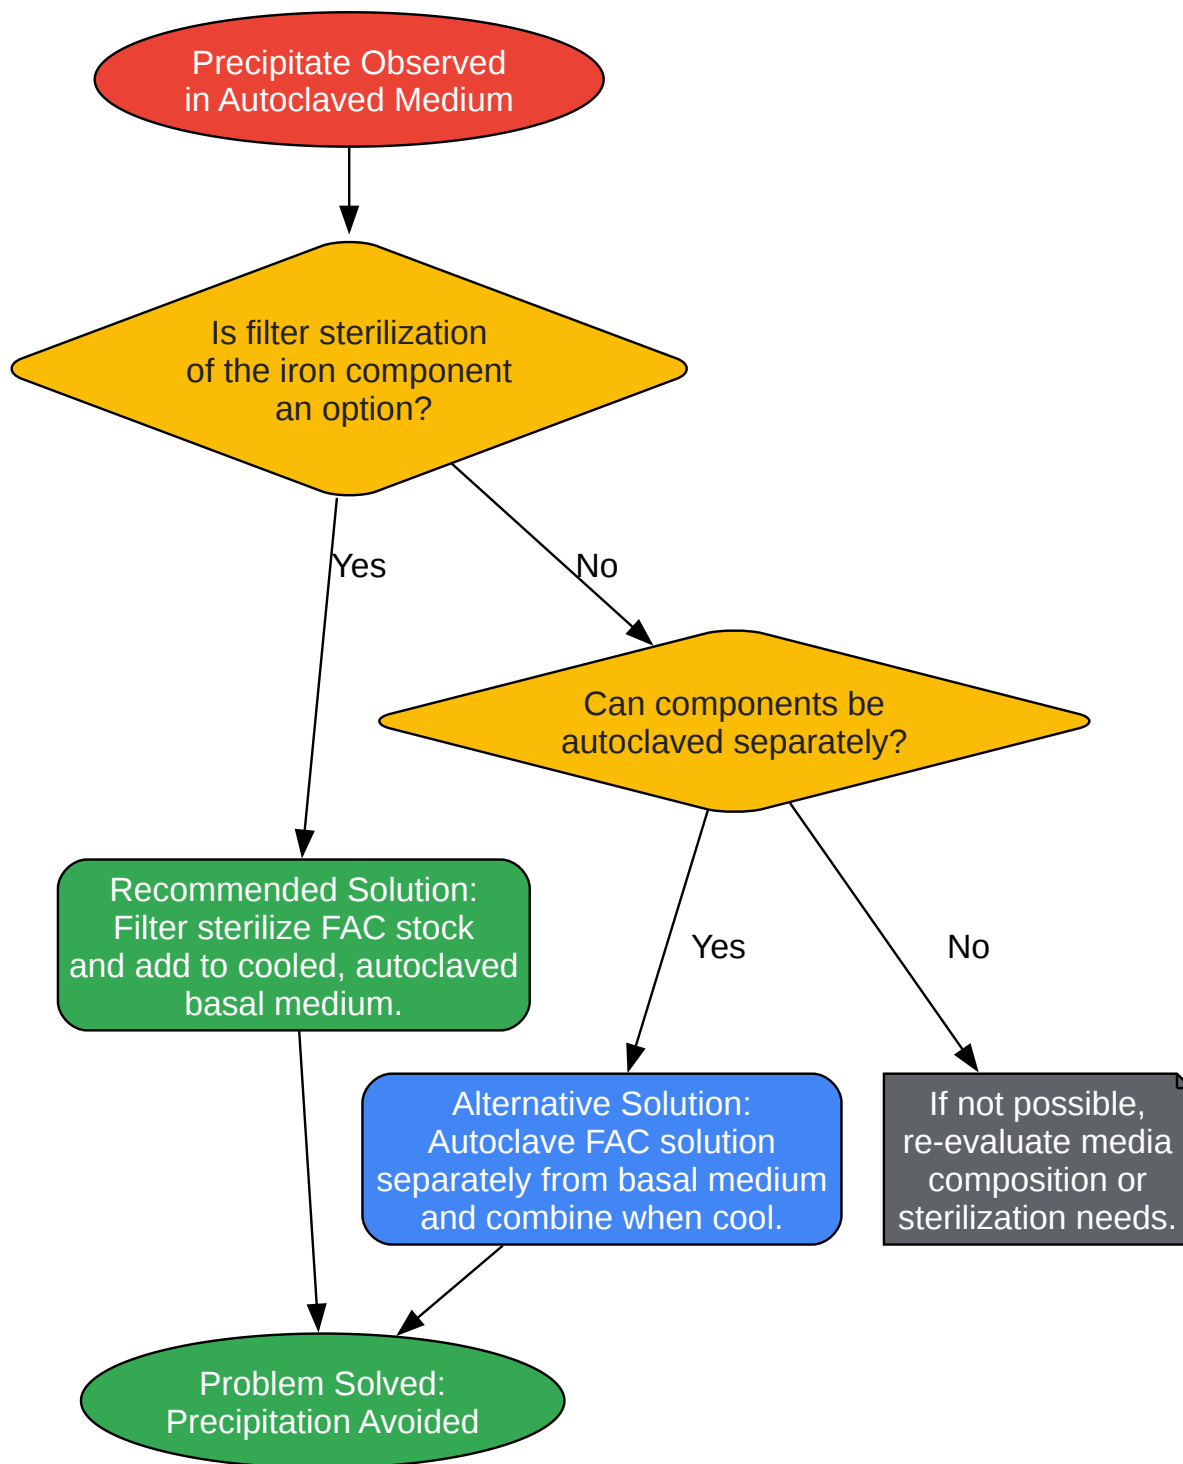 Precipitate Observed
in Autoclaved Medium
Is filter sterilization
of the iron component
an option?
Yes
No
Can components be
autoclaved separately?
Recommended Solution:
Filter sterilize FAC stock
and add to cooled, autoclaved
basal medium.
Yes
No
Alternative Solution:
Autoclave FAC solution
separately from basal medium
and combine when cool.
If not possible,
re-evaluate media
composition or
sterilization needs.
Problem Solved:
Precipitation Avoided